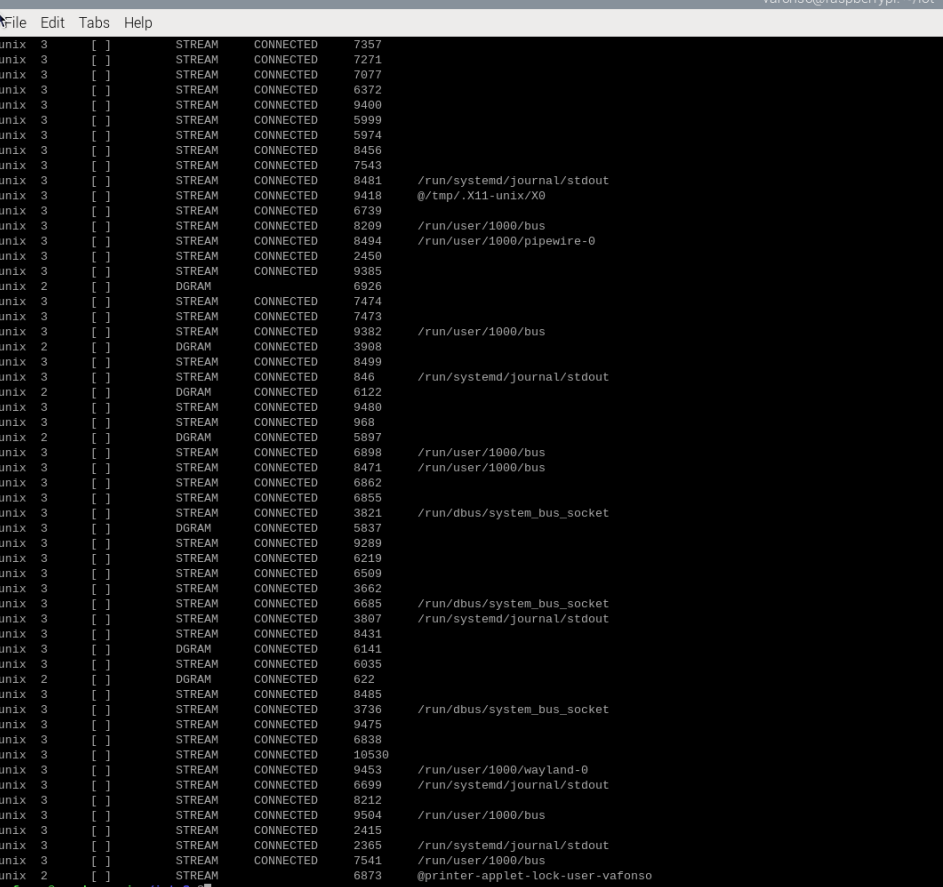 File Edit Tabs Help
unix 3 [ ] STREAM CONNECTED 7357
unix 3 [ ] STREAM CONNECTED 7271
unix 3 [ ] STREAM CONNECTED 7077
unix 3 [ ] STREAM CONNECTED 6372
unix 3 [ ] STREAM CONNECTED 9400
unix 3 [ ] STREAM CONNECTED 5999
unix 3 [ ] STREAM CONNECTED 5974
unix 3 [ ] STREAM CONNECTED 8456
unix 3 [ ] STREAM CONNECTED 7543
unix 3 [ ] STREAM CONNECTED 8481 /run/systemd/journal/stdout
unix 3 [ ] STREAM CONNECTED 9418 @/tmp/.X11-unix/X0
unix 3 [ ] STREAM CONNECTED 6739
unix 3 [ ] STREAM CONNECTED 8209 /run/user/1000/bus
unix 3 [ ] STREAM CONNECTED 8494 /run/user/1000/pipewire-0
unix 3 [ ] STREAM CONNECTED 2450
unix 3 [ ] STREAM CONNECTED 9385
unix 2 [ ] DGRAM 6926
unix 3 [ ] STREAM CONNECTED 7474
unix 3 [ ] STREAM CONNECTED 7473
unix 3 [ ] STREAM CONNECTED 9382 /run/user/1000/bus
unix 2 [ ] DGRAM CONNECTED 3908
unix 3 [ ] STREAM CONNECTED 8499
unix 3 [ ] STREAM CONNECTED 846 /run/systemd/journal/stdout
unix 2 [ ] DGRAM CONNECTED 6122
unix 3 [ ] STREAM CONNECTED 9480
unix 3 [ ] STREAM CONNECTED 968
unix 2 [ ] DGRAM CONNECTED 5897
unix 3 [ ] STREAM CONNECTED 6898 /run/user/1000/bus
unix 3 [ ] STREAM CONNECTED 8471 /run/user/1000/bus
unix 3 [ ] STREAM CONNECTED 6862
unix 3 [ ] STREAM CONNECTED 6855
unix 3 [ ] STREAM CONNECTED 3821 /run/dbus/system_bus_socket
unix 3 [ ] DGRAM CONNECTED 5837
unix 3 [ ] STREAM CONNECTED 9289
unix 3 [ ] STREAM CONNECTED 6219
unix 3 [ ] STREAM CONNECTED 6509
unix 3 [ ] STREAM CONNECTED 3662
unix 3 [ ] STREAM CONNECTED 6685 /run/dbus/system_bus_socket
unix 3 [ ] STREAM CONNECTED 3807 /run/systemd/journal/stdout
unix 3 [ ] STREAM CONNECTED 8431
unix 3 [ ] DGRAM CONNECTED 6141
unix 3 [ ] STREAM CONNECTED 6035
unix 2 [ ] DGRAM CONNECTED 622
unix 3 [ ] STREAM CONNECTED 8485
unix 3 [ ] STREAM CONNECTED 3736 /run/dbus/system_bus_socket
unix 3 [ ] STREAM CONNECTED 9475
unix 3 [ ] STREAM CONNECTED 6838
unix 3 [ ] STREAM CONNECTED 10530
unix 3 [ ] STREAM CONNECTED 9453 /run/user/1000/wayland-0
unix 3 [ ] STREAM CONNECTED 6699 /run/systemd/journal/stdout
unix 3 [ ] STREAM CONNECTED 8212
unix 3 [ ] STREAM CONNECTED 9504 /run/user/1000/bus
unix 3 [ ] STREAM CONNECTED 2415
unix 3 [ ] STREAM CONNECTED 2365 /run/systemd/journal/stdout
unix 3 [ ] STREAM CONNECTED 7541 /run/user/1000/bus
unix 2 [ ] STREAM 6873 @printer-applet-lock-user-vafonso